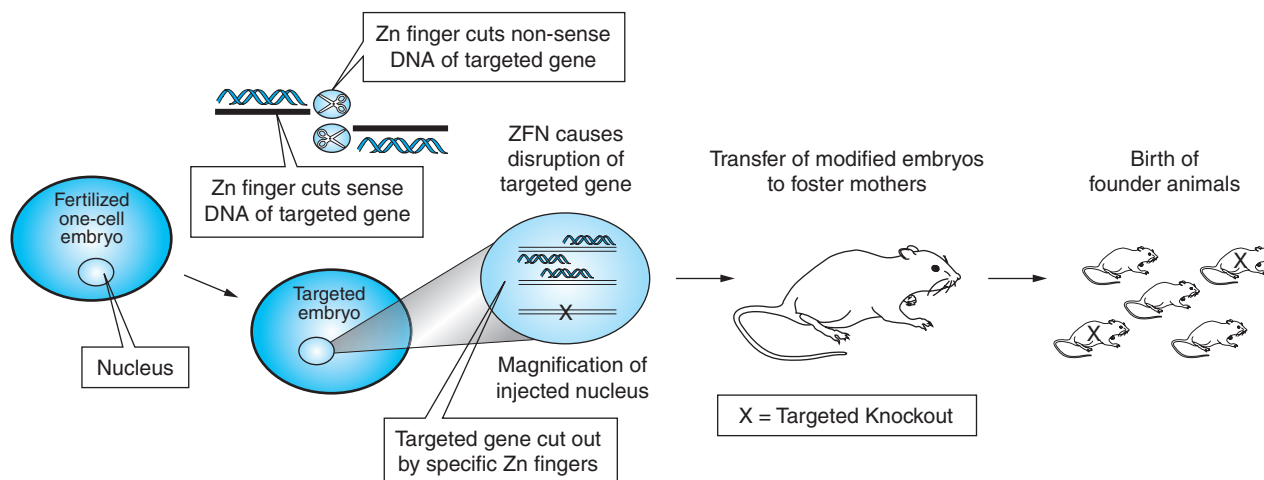 Zn finger cuts non-sense
DNA of targeted gene
Zn finger cuts sense
DNA of targeted gene
Fertilized
one-cell
embryo
Nucleus
Targeted
embryo
ZFN causes
disruption of
targeted gene
X
Magnification of
injected nucleus
Targeted gene cut out
by specific Zn fingers
Transfer of modified embryos
to foster mothers
X = Targeted Knockout
Birth of
founder animals
X
X